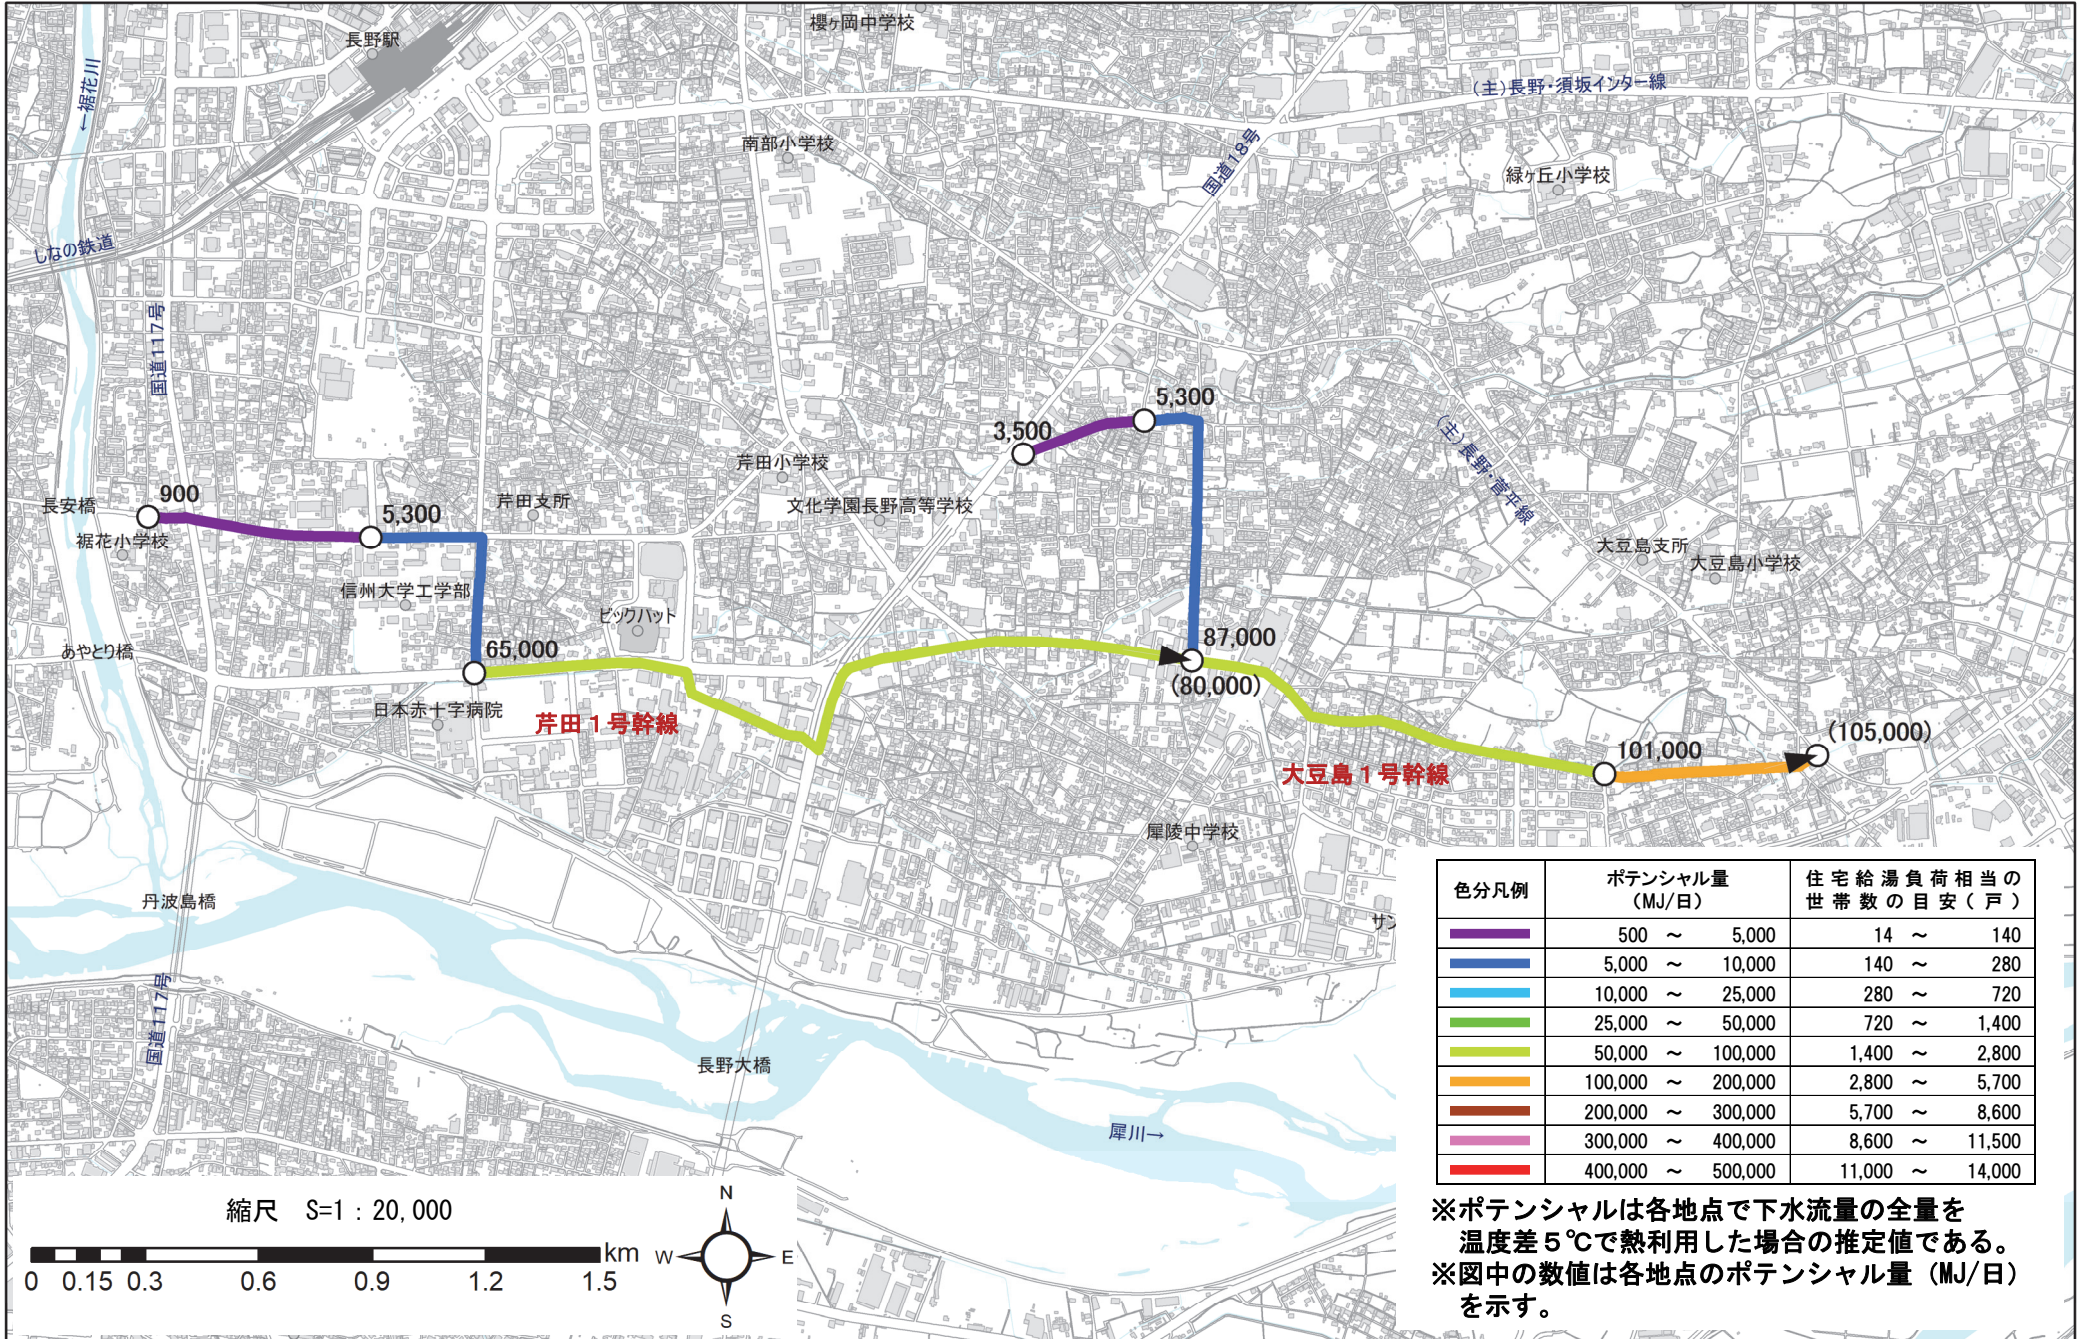 櫻ヶ岡中学校
長野駅
←裾花川
(主)長野・須坂インター線
南部小学校
国道18号
緑ヶ丘小学校
しなの鉄道
国道117号
5,300
3,500
(主)長野・菅平線
芹田小学校
900
長安橋
5,300
芹田支所
文化学園長野高等学校
裾花小学校
大豆島支所
大豆島小学校
信州大学工学部
ビックハット
あやとり橋
65,000
87,000
(80,000)
日本赤十字病院
芹田1号幹線
(105,000)
101,000
大豆島1号幹線
犀陵中学校
丹波島橋
サン
国道117号
長野大橋
犀川→
色分凡例 ポテンシャル量 住宅給湯負荷相当の
(MJ/日) 世帯数の目安(戸)
500 ～ 5,000 14 ～ 140
5,000 ～ 10,000 140 ～ 280
10,000 ～ 25,000 280 ～ 720
25,000 ～ 50,000 720 ～ 1,400
50,000 ～ 100,000 1,400 ～ 2,800
100,000 ～ 200,000 2,800 ～ 5,700
200,000 ～ 300,000 5,700 ～ 8,600
300,000 ～ 400,000 8,600 ～ 11,500
400,000 ～ 500,000 11,000 ～ 14,000
※ポテンシャルは各地点で下水流量の全量を
温度差5℃で熱利用した場合の推定値である。
※図中の数値は各地点のポテンシャル量(MJ/日)
を示す。
縮尺 S=1:20,000
km
0 0.15 0.3 0.6 0.9 1.2 1.5
N
W E
S